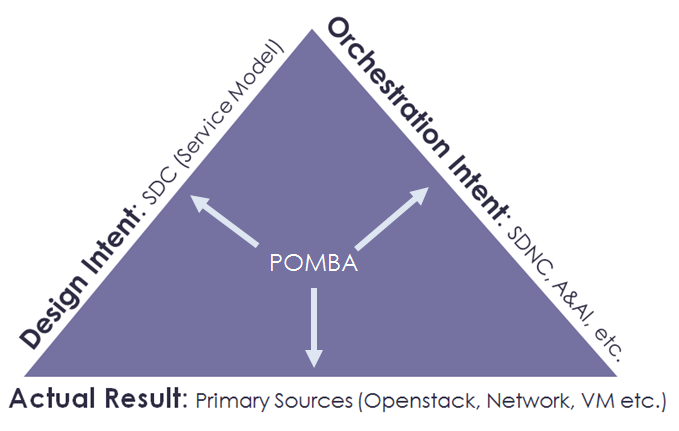 Design Intent: SDC (Service Model)
Orchestration Intent: SDNC, A&AI, etc.
POMBA
Actual Result: Primary Sources (Openstack, Network, VM etc.)